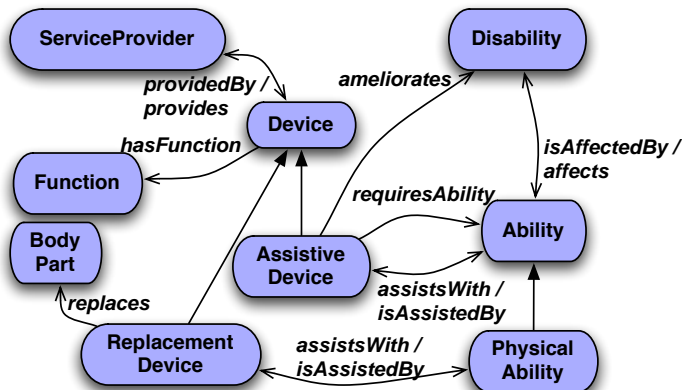 ServiceProvider
Disability
providedBy /
provides
ameliorates
Device
hasFunction
isAffectedBy /
affects
Function
requiresAbility
Body
Part
Ability
Assistive
Device
replaces
assistsWith /
isAssistedBy
Replacement
Device
assistsWith /
isAssistedBy
Physical
Ability